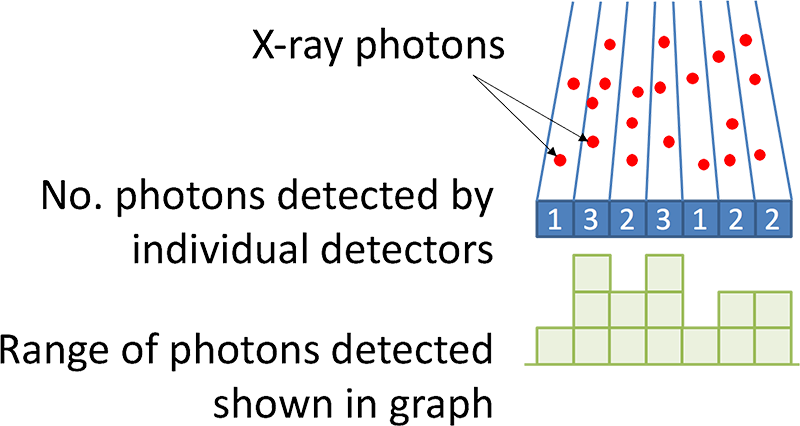 X-ray photons
No. photons detected by
individual detectors
1 3 2 3 1 2 2
Range of photons detected
shown in graph